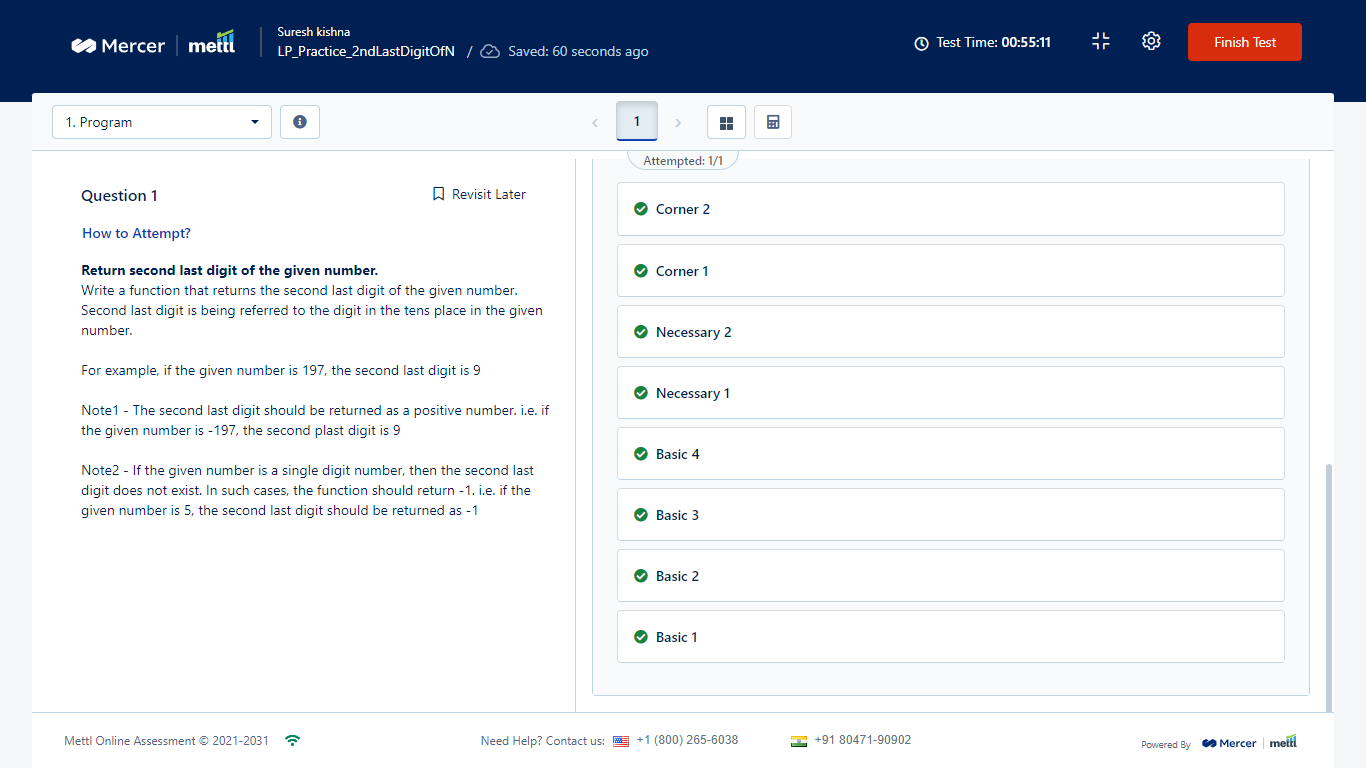 Mercer mettl
Suresh kishna
LP_Practice_2ndLastDigitOfN / Saved: 60 seconds ago
Test Time: 00:55:11
Finish Test
1. Program
1
Attempted: 1/1
Question 1
Revisit Later
How to Attempt?
Return second last digit of the given number.
Write a function that returns the second last digit of the given number.
Second last digit is being referred to the digit in the tens place in the given
number.
For example, if the given number is 197, the second last digit is 9
Note1 - The second last digit should be returned as a positive number. i.e. if
the given number is -197, the second plast digit is 9
Note2 - If the given number is a single digit number, then the second last
digit does not exist. In such cases, the function should return -1. i.e. if the
given number is 5, the second last digit should be returned as -1
Corner 2
Corner 1
Necessary 2
Necessary 1
Basic 4
Basic 3
Basic 2
Basic 1
Mettl Online Assessment © 2021-2031
Need Help? Contact us: +1 (800) 265-6038
+91 80471-90902
Powered By Mercer mettl